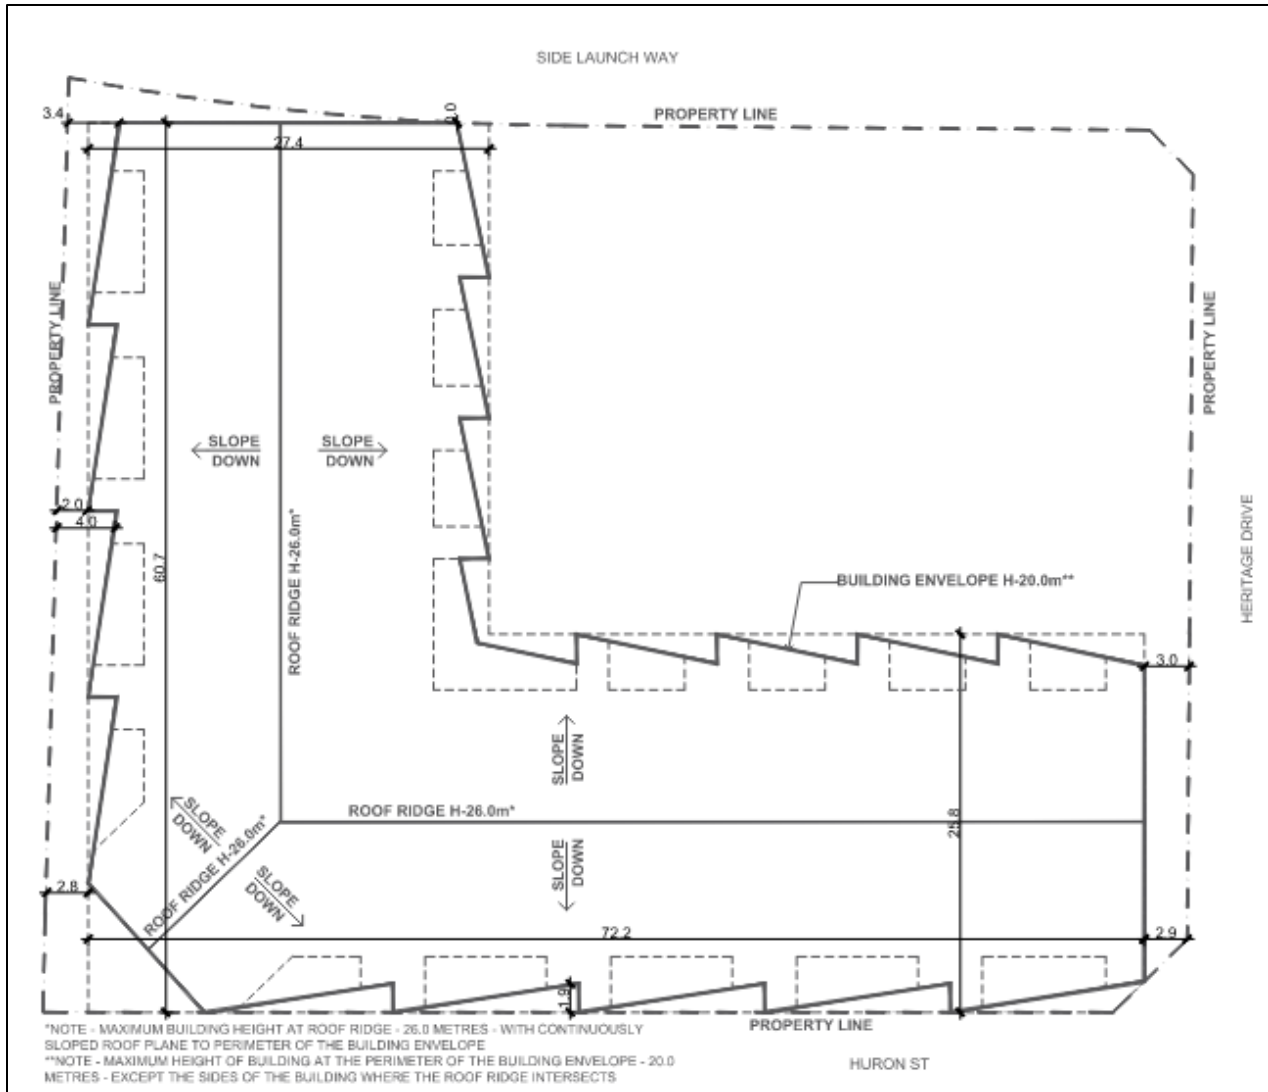 SIDE LAUNCH WAY
3.4
0.0
PROPERTY LINE
27.4
PROPERTY LINE
PROPERTY LINE
SLOPE
DOWN
SLOPE
DOWN
2.0
4.0
60.7
ROOF RIDGE H-26.0m*
BUILDING ENVELOPE H-20.0m**
HERITAGE DRIVE
3.0
SLOPE
DOWN
ROOF RIDGE H-26.0m*
25.8
SLOPE
DOWN
ROOF RIDGE H-26.0m*
SLOPE
DOWN
SLOPE
DOWN
2.8
72.2
2.9
1.9
PROPERTY LINE
*NOTE - MAXIMUM BUILDING HEIGHT AT ROOF RIDGE - 26.0 METRES - WITH CONTINUOUSLY
SLOPED ROOF PLANE TO PERIMETER OF THE BUILDING ENVELOPE
**NOTE - MAXIMUM HEIGHT OF BUILDING AT THE PERIMETER OF THE BUILDING ENVELOPE - 20.0
METRES - EXCEPT THE SIDES OF THE BUILDING WHERE THE ROOF RIDGE INTERSECTS
HURON ST